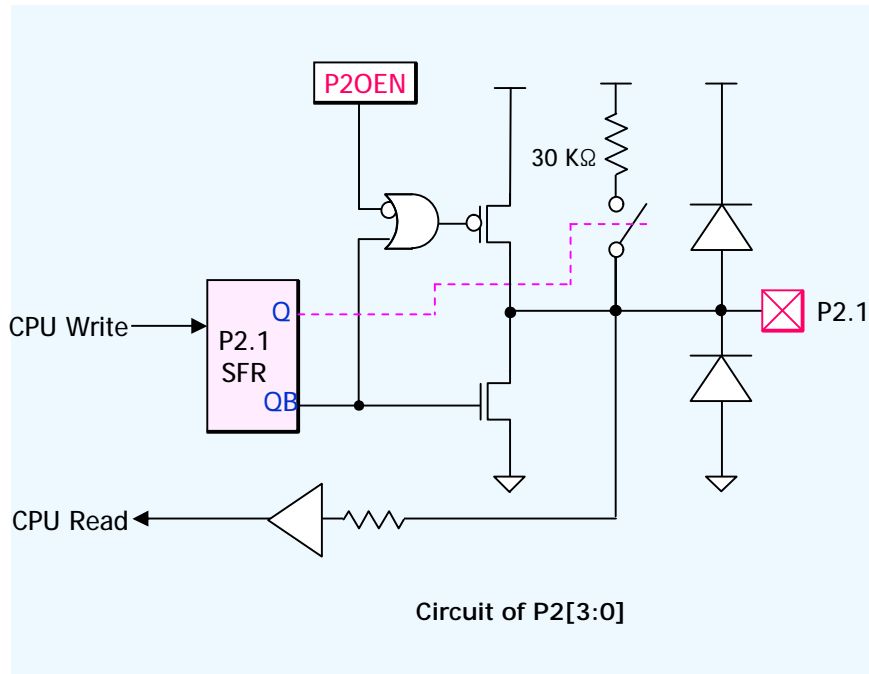 P2OEN
30 KΩ
Q
CPU Write
P2.1
SFR
P2.1
QB
CPU Read
Circuit of P2[3:0]